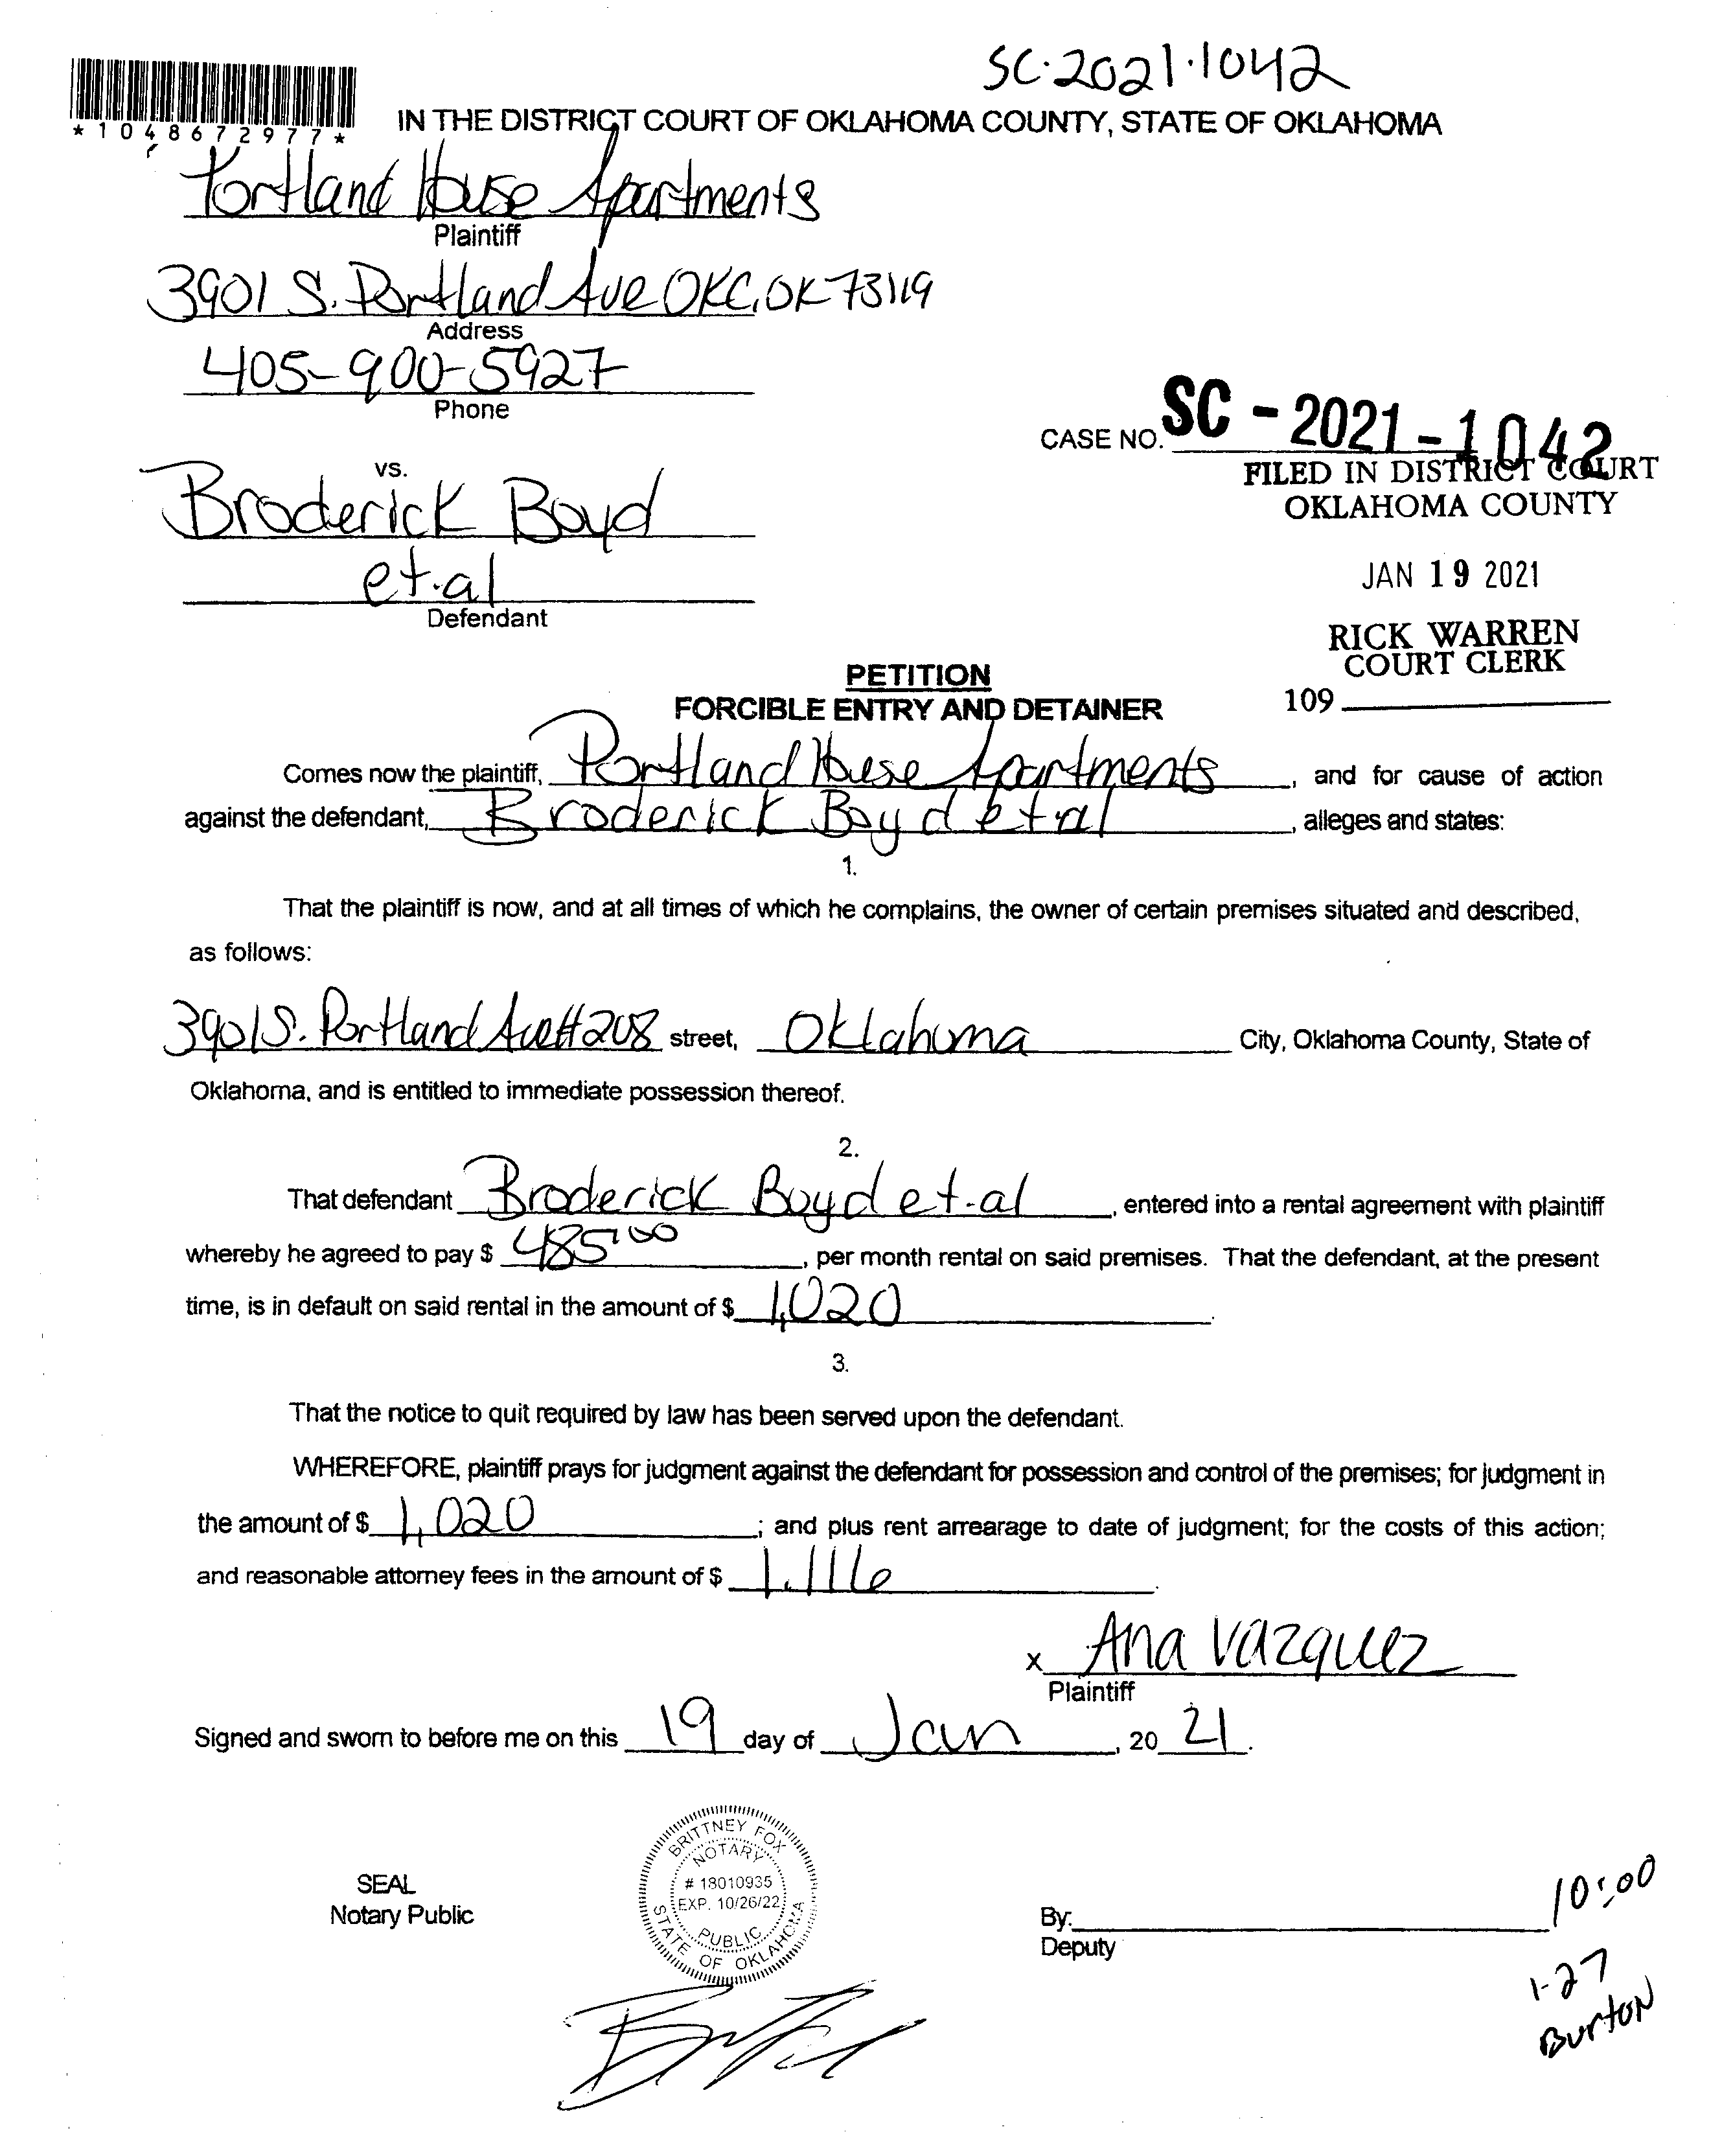 SC·2021·1042
*1048672977*
IN THE DISTRICT COURT OF OKLAHOMA COUNTY, STATE OF OKLAHOMA
Portland House Apartments
Plaintiff
3901 S. Portland Ave OKC, OK 73119
Address
405-900-5927
Phone
CASE NO. SC - 2021 - 1042
FILED IN DISTRICT COURT
OKLAHOMA COUNTY
JAN 19 2021
RICK WARREN
COURT CLERK
109
vs.
Broderick Boyd
et.al
Defendant
PETITION
FORCIBLE ENTRY AND DETAINER
Comes now the plaintiff, Portland House Apartments, and for cause of action
against the defendant, Broderick Boyd et.al, alleges and states:
1.
That the plaintiff is now, and at all times of which he complains, the owner of certain premises situated and described,
as follows:
3901 S. Portland Ave #208 street, Oklahoma City, Oklahoma County, State of
Oklahoma, and is entitled to immediate possession thereof.
2.
That defendant Broderick Boyd et.al, entered into a rental agreement with plaintiff
whereby he agreed to pay $ 485.00, per month rental on said premises. That the defendant, at the present
time, is in default on said rental in the amount of $ 1,020.
3.
That the notice to quit required by law has been served upon the defendant.
WHEREFORE, plaintiff prays for judgment against the defendant for possession and control of the premises; for judgment in
the amount of $ 1,020; and plus rent arrearage to date of judgment; for the costs of this action;
and reasonable attorney fees in the amount of $ 1.116.
x Ana Vazquez
Plaintiff
Signed and sworn to before me on this 19 day of Jan, 20 21.
SEAL
Notary Public
BRITTNEY FOX
NOTARY
# 18010935
EXP. 10/26/22
PUBLIC
STATE OF OKLAHOMA
By:
Deputy
10:00
1-27
Burton